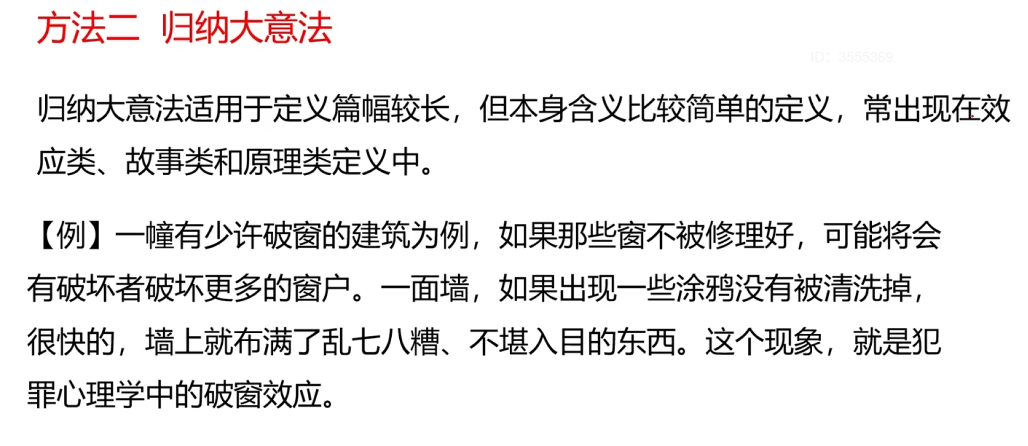 方法二 归纳大意法
ID：3555369
归纳大意法适用于定义篇幅较长，但本身含义比较简单的定义，常出现在效
应类、故事类和原理类定义中。
【例】一幢有少许破窗的建筑为例，如果那些窗不被修理好，可能将会
有破坏者破坏更多的窗户。一面墙，如果出现一些涂鸦没有被清洗掉，
很快的，墙上就布满了乱七八糟、不堪入目的东西。这个现象，就是犯
罪心理学中的破窗效应。